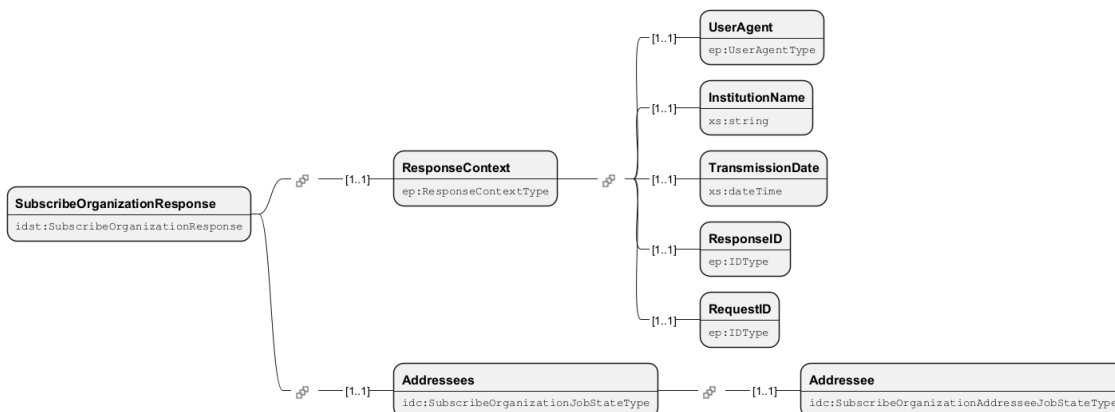 SubscribeOrganizationResponse
idst:SubscribeOrganizationResponse
[1..1]
ResponseContext
ep:ResponseContextType
[1..1]
UserAgent
ep:UserAgentType
[1..1]
InstitutionName
xs:string
[1..1]
TransmissionDate
xs:dateTime
[1..1]
ResponseID
ep:IDType
[1..1]
RequestID
ep:IDType
[1..1]
Addressees
idc:SubscribeOrganizationJobStateType
[1..1]
Addressee
idc:SubscribeOrganizationAddresseeJobStateType